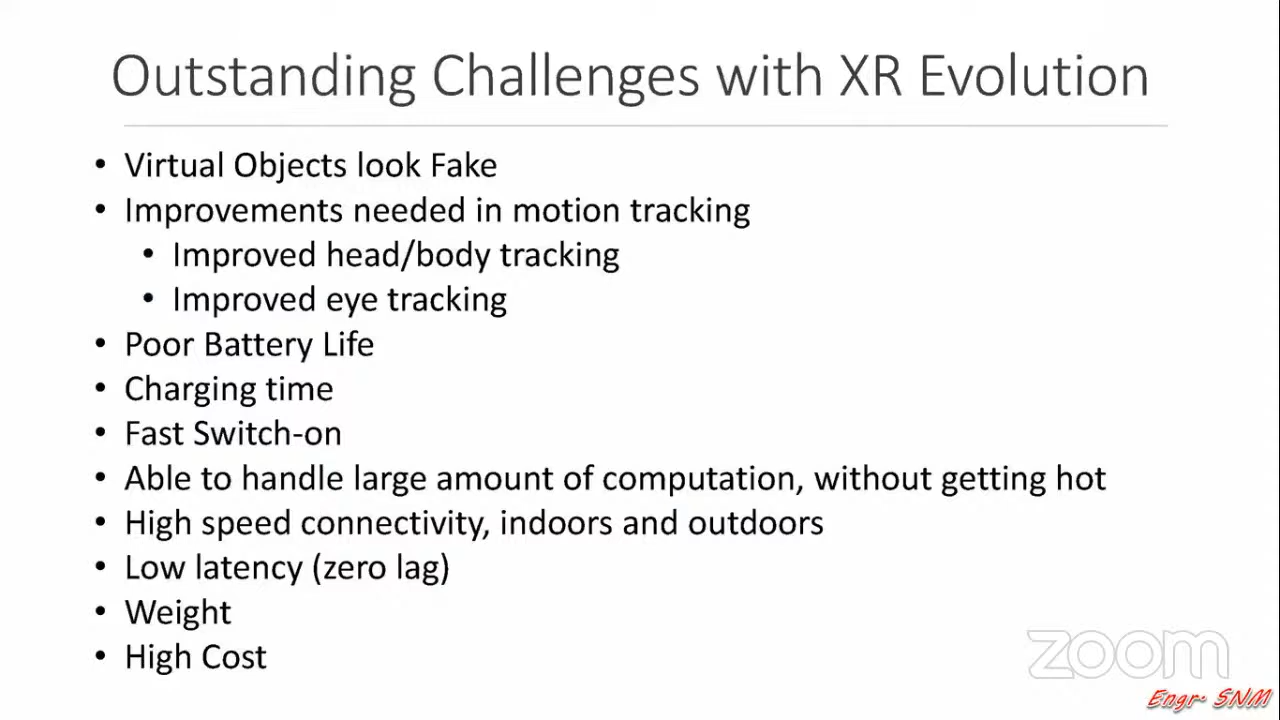 Outstanding Challenges with XR Evolution
• Virtual Objects look Fake
• Improvements needed in motion tracking
• Improved head/body tracking
• Improved eye tracking
• Poor Battery Life
• Charging time
• Fast Switch-on
• Able to handle large amount of computation, without getting hot
• High speed connectivity, indoors and outdoors
• Low latency (zero lag)
• Weight
• High Cost
zoom
Engr. SNM